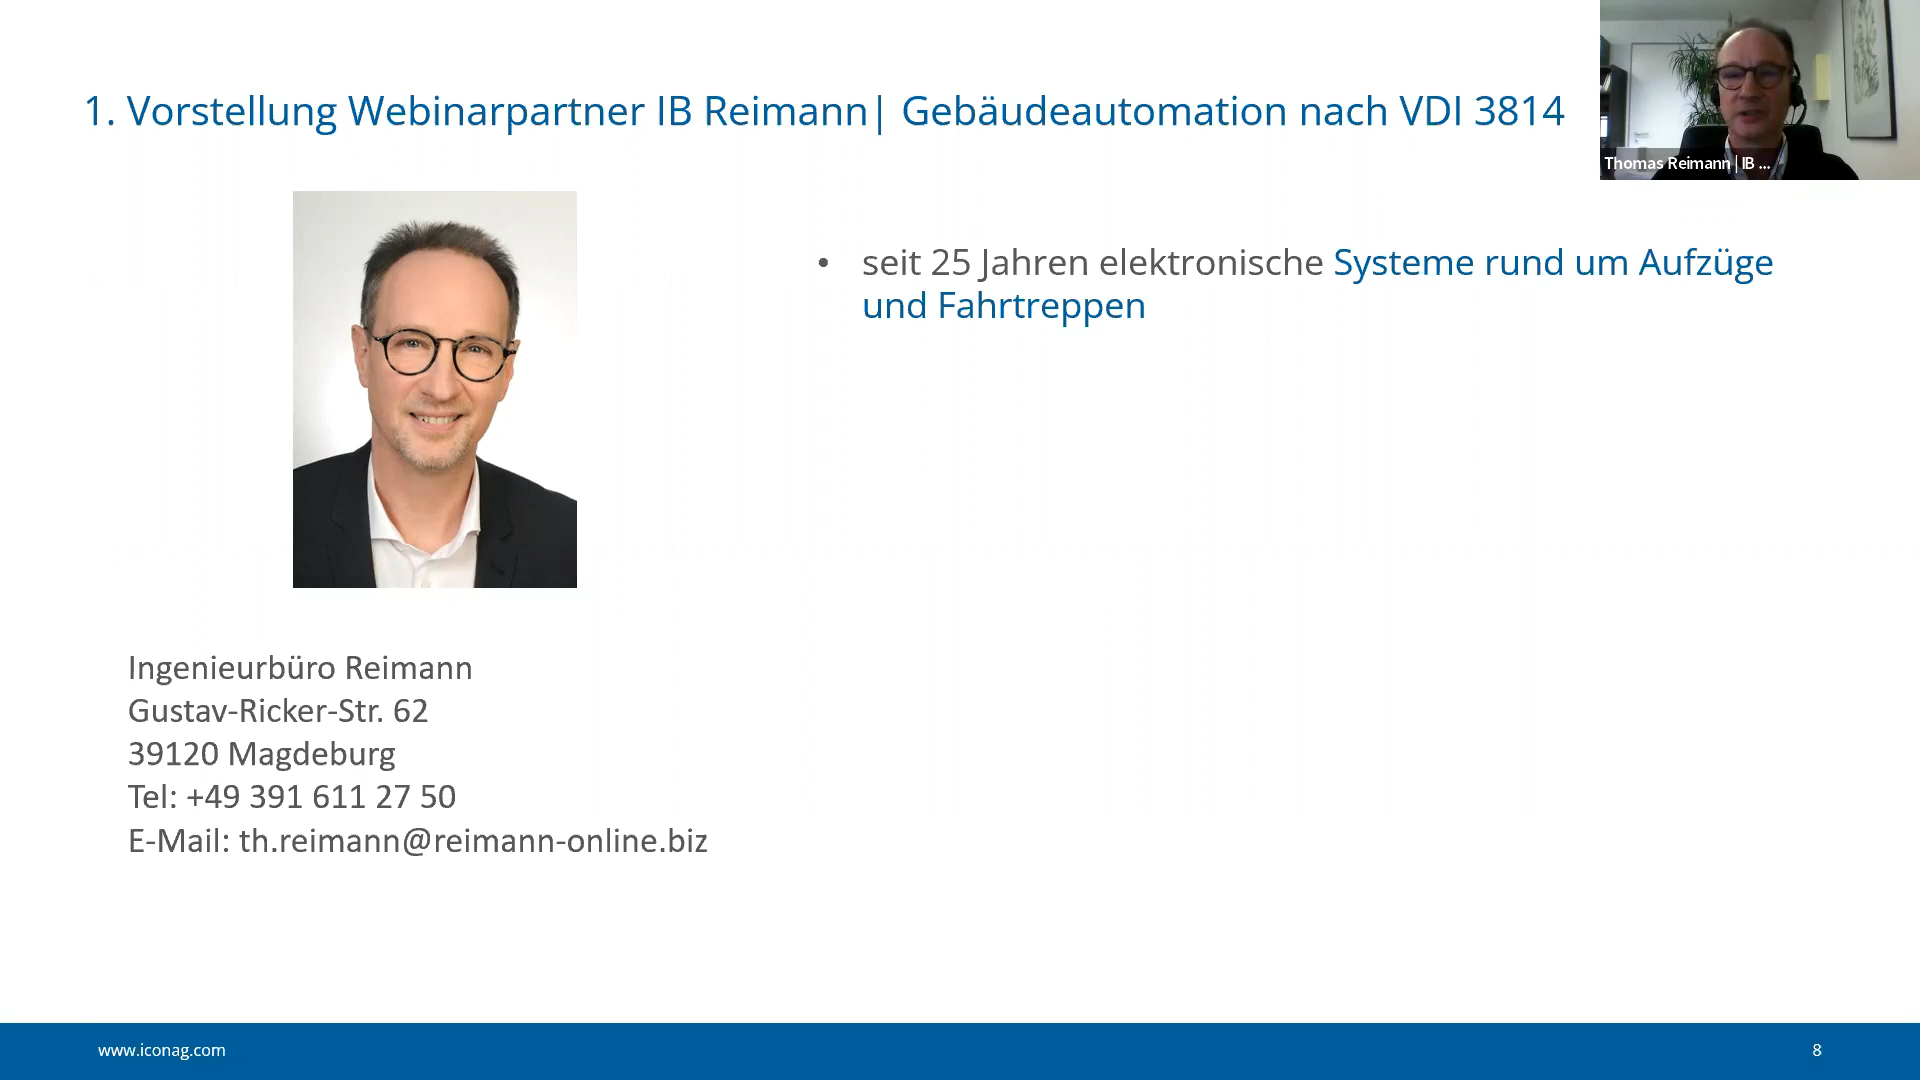 1. Vorstellung Webinarpartner IB Reimann| Gebäudeautomation nach VDI 3814
Thomas Reimann | IB ...
• seit 25 Jahren elektronische Systeme rund um Aufzüge
und Fahrtreppen
Ingenieurbüro Reimann
Gustav-Ricker-Str. 62
39120 Magdeburg
Tel: +49 391 611 27 50
E-Mail: th.reimann@reimann-online.biz
www.iconag.com
8